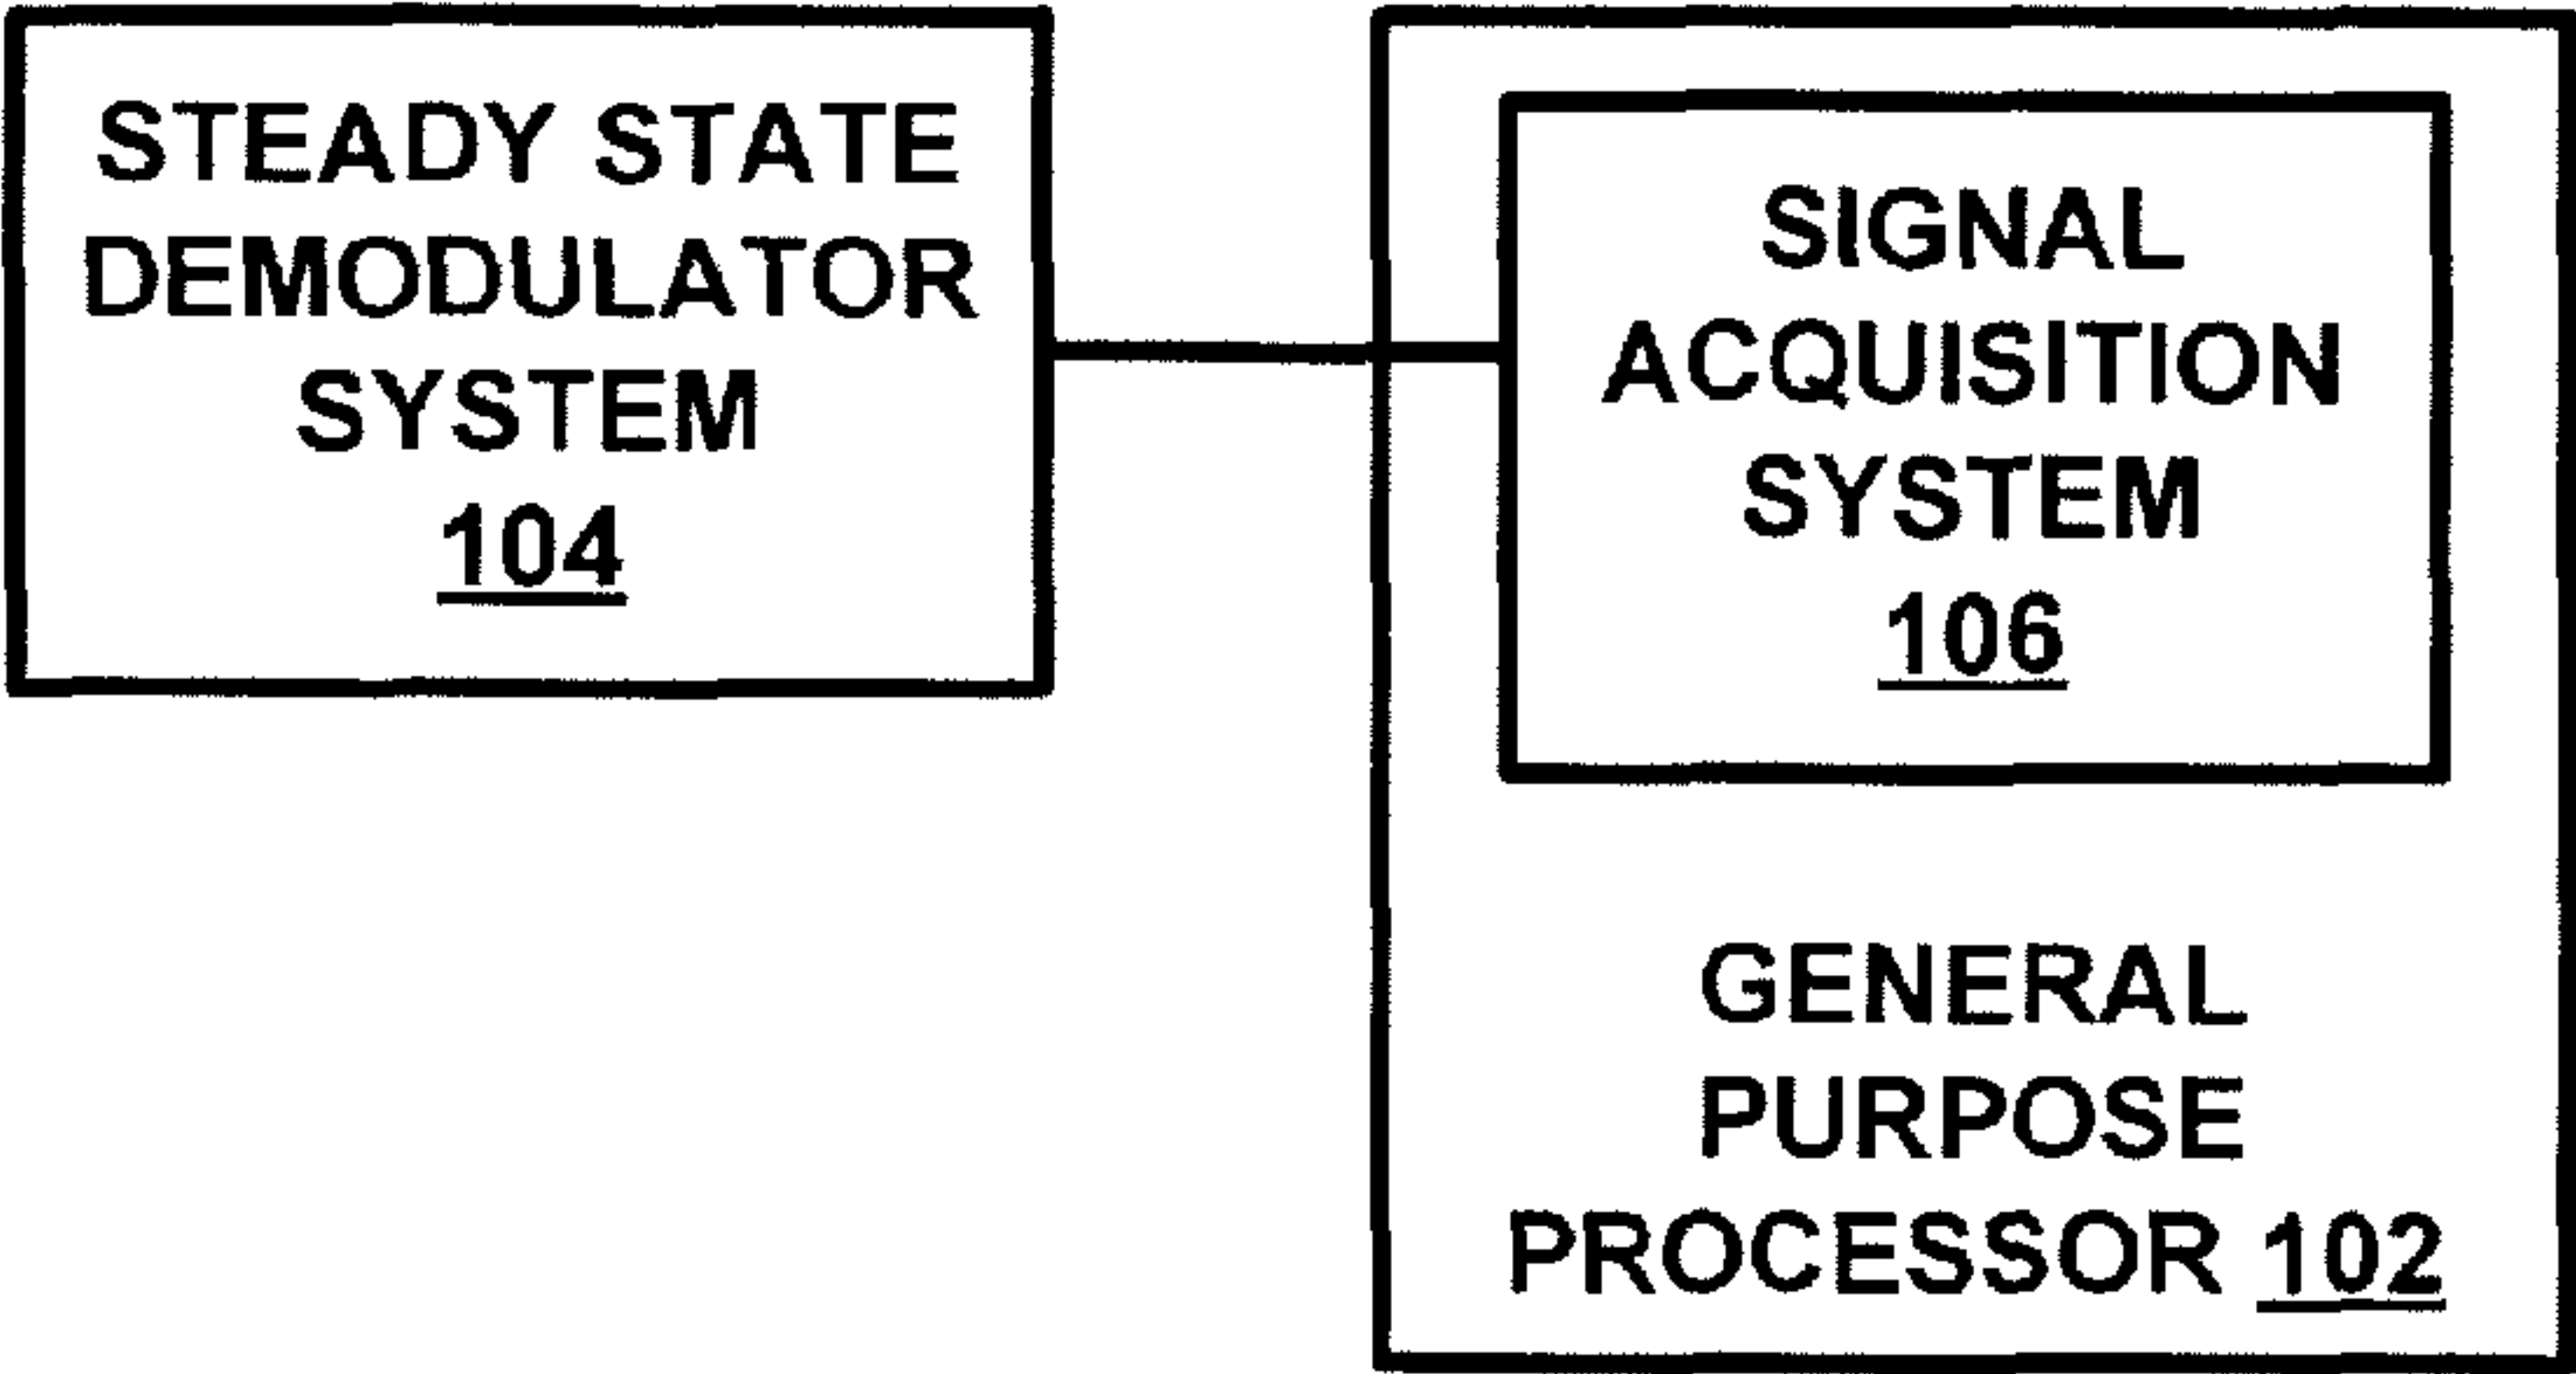 STEADY STATE
DEMODULATOR
SYSTEM
104
SIGNAL
ACQUISITION
SYSTEM
106
GENERAL
PURPOSE
PROCESSOR 102